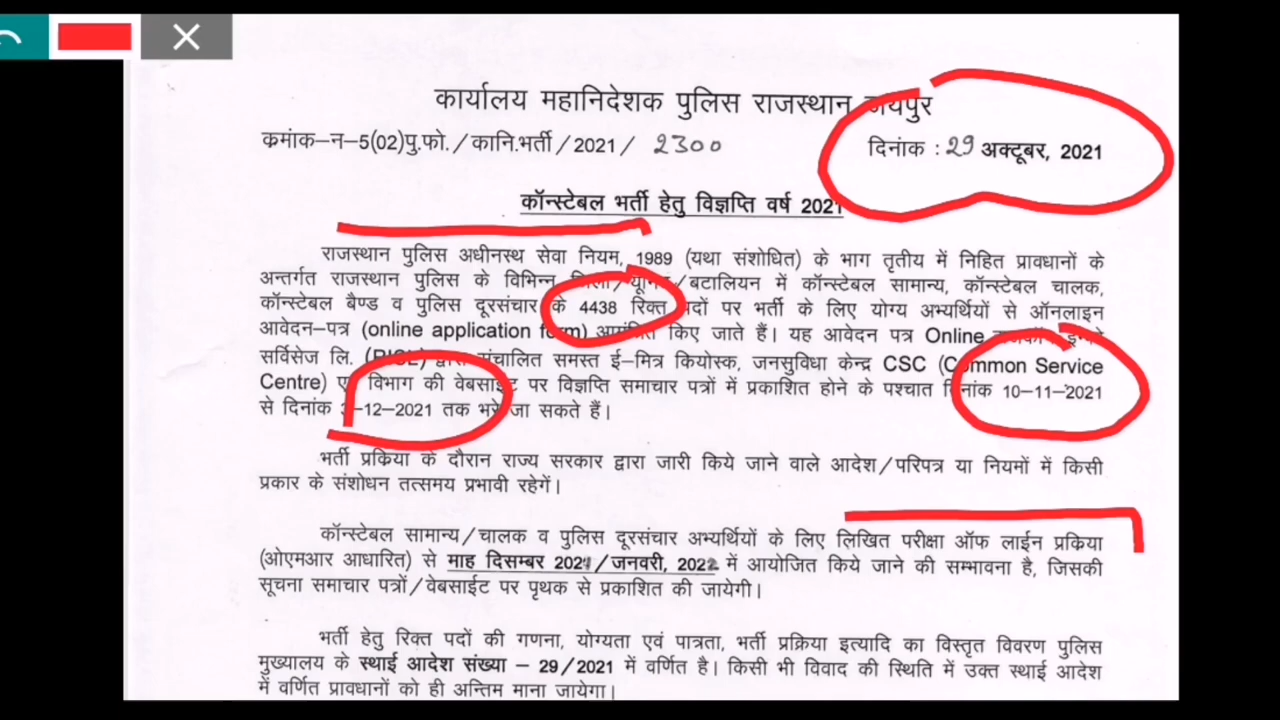 कार्यालय महानिदेशक पुलिस राजस्थान जयपुर
क्रमांक–न–5(02)पु.फो./कानि.भर्ती/2021/ 2300 दिनांक : 29 अक्टूबर, 2021
कॉन्स्टेबल भर्ती हेतु विज्ञप्ति वर्ष 2021
राजस्थान पुलिस अधीनस्थ सेवा नियम, 1989 (यथा संशोधित) के भाग तृतीय में निहित प्रावधानों के
अन्तर्गत राजस्थान पुलिस के विभिन्न जिला/यूनिट/बटालियन में कॉन्स्टेबल सामान्य, कॉन्स्टेबल चालक,
कॉन्स्टेबल बैण्ड व पुलिस दूरसंचार के 4438 रिक्त पदों पर भर्ती के लिए योग्य अभ्यर्थियों से ऑनलाइन
आवेदन–पत्र (online application form) आमंत्रित किए जाते हैं। यह आवेदन पत्र Online
सर्विसेज लि. (RISL) द्वारा संचालित समस्त ई–मित्र कियोस्क, जनसुविधा केन्द्र CSC (Common Service
Centre) एवं विभाग की वेबसाईट पर विज्ञप्ति समाचार पत्रों में प्रकाशित होने के पश्चात दिनांक 10–11–2021
से दिनांक –12–2021 तक भरे जा सकते हैं।
भर्ती प्रक्रिया के दौरान राज्य सरकार द्वारा जारी किये जाने वाले आदेश/परिपत्र या नियमों में किसी
प्रकार के संशोधन तत्समय प्रभावी रहेगें।
कॉन्स्टेबल सामान्य/चालक व पुलिस दूरसंचार अभ्यर्थियों के लिए लिखित परीक्षा ऑफ लाईन प्रकिया
(ओएमआर आधारित) से माह दिसम्बर 2021/जनवरी, 2022 में आयोजित किये जाने की सम्भावना है, जिसकी
सूचना समाचार पत्रों/वेबसाईट पर पृथक से प्रकाशित की जायेगी।
भर्ती हेतु रिक्त पदों की गणना, योग्यता एवं पात्रता, भर्ती प्रक्रिया इत्यादि का विस्तृत विवरण पुलिस
मुख्यालय के स्थाई आदेश संख्या – 29/2021 में वर्णित है। किसी भी विवाद की स्थिति में उक्त स्थाई आदेश
में वर्णित प्रावधानों को ही अन्तिम माना जायेगा।